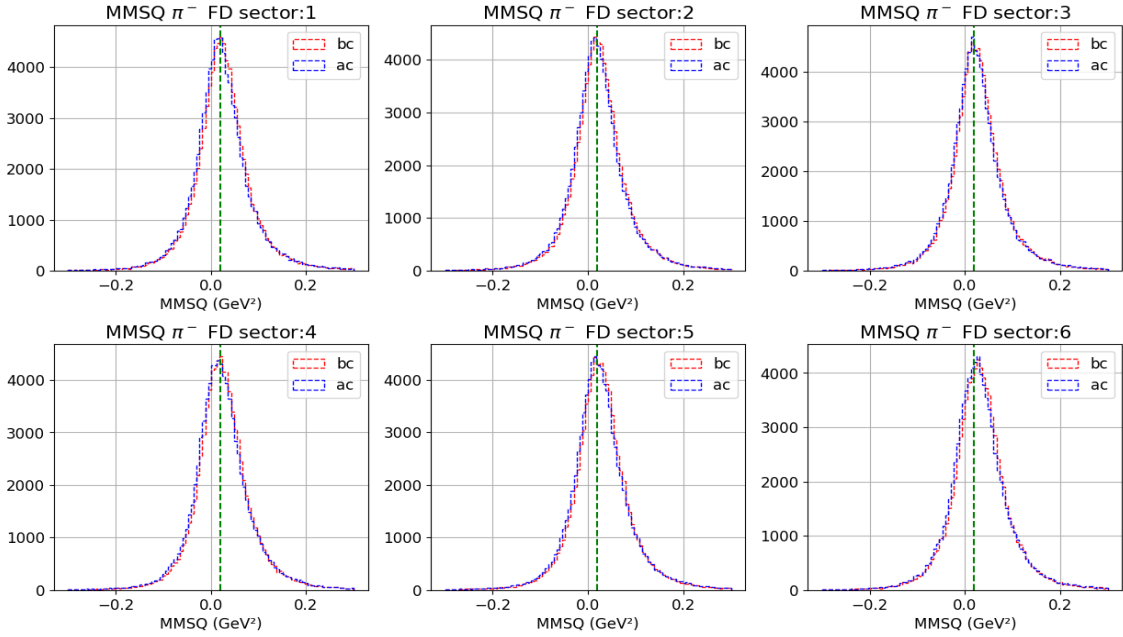 MMSQ π⁻ FD sector:1
MMSQ π⁻ FD sector:2
MMSQ π⁻ FD sector:3
bc
ac
bc
ac
bc
ac
4000
3000
2000
1000
0
4000
3000
2000
1000
0
4000
3000
2000
1000
0
−0.2
0.0
0.2
−0.2
0.0
0.2
−0.2
0.0
0.2
MMSQ (GeV²)
MMSQ (GeV²)
MMSQ (GeV²)
MMSQ π⁻ FD sector:4
MMSQ π⁻ FD sector:5
MMSQ π⁻ FD sector:6
bc
ac
bc
ac
bc
ac
4000
3000
2000
1000
0
4000
3000
2000
1000
0
4000
3000
2000
1000
0
−0.2
0.0
0.2
−0.2
0.0
0.2
−0.2
0.0
0.2
MMSQ (GeV²)
MMSQ (GeV²)
MMSQ (GeV²)